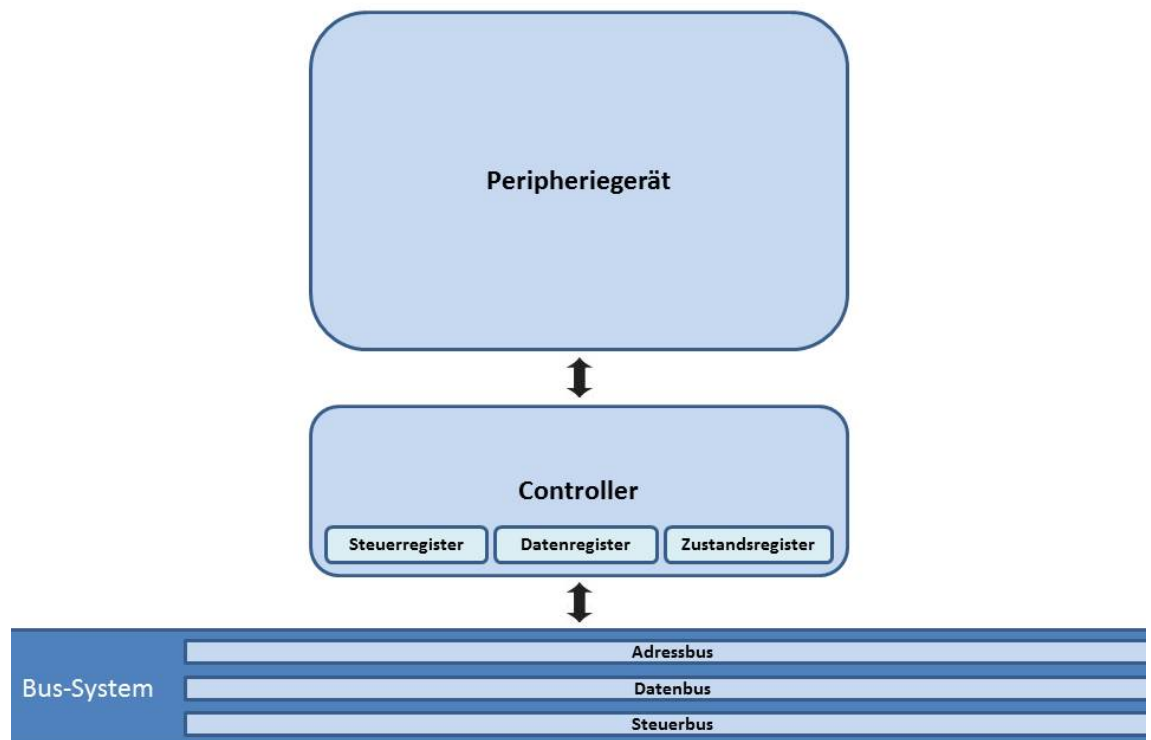 Peripheriegerät
Controller
Steuerregister
Datenregister
Zustandsregister
Bus-System
Adressbus
Datenbus
Steuerbus